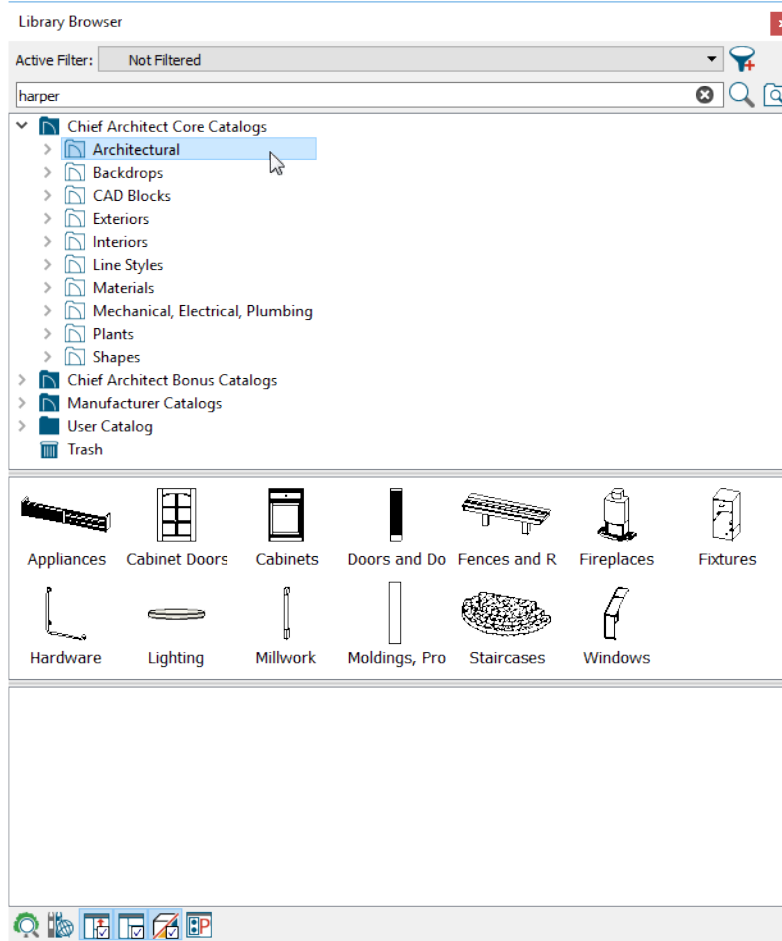 Library Browser
Active Filter: Not Filtered
harper
Chief Architect Core Catalogs
Architectural
Backdrops
CAD Blocks
Exteriors
Interiors
Line Styles
Materials
Mechanical, Electrical, Plumbing
Plants
Shapes
Chief Architect Bonus Catalogs
Manufacturer Catalogs
User Catalog
Trash
Appliances Cabinet Doors Cabinets Doors and Do Fences and R Fireplaces Fixtures
Hardware Lighting Millwork Moldings, Pro Staircases Windows
P